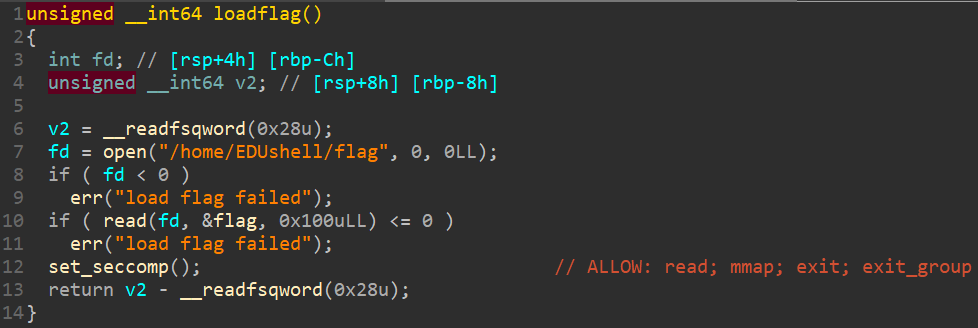 1 unsigned __int64 loadflag()
2 {
3   int fd; // [rsp+4h] [rbp-Ch]
4   unsigned __int64 v2; // [rsp+8h] [rbp-8h]
5
6   v2 = __readfsqword(0x28u);
7   fd = open("/home/EDUshell/flag", 0, 0LL);
8   if ( fd < 0 )
9     err("load flag failed");
10   if ( read(fd, &flag, 0x100uLL) <= 0 )
11     err("load flag failed");
12   set_seccomp();                                // ALLOW: read; mmap; exit; exit_group
13   return v2 - __readfsqword(0x28u);
14 }